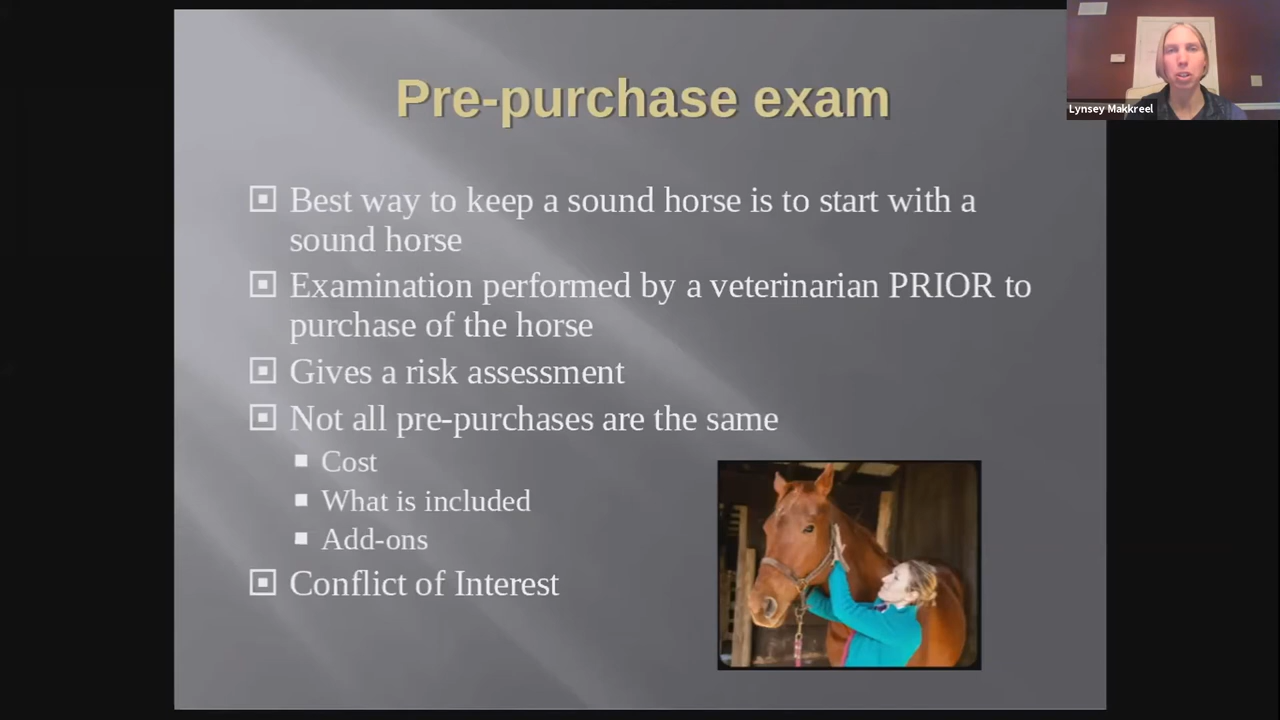 Pre-purchase exam
Lynsey Makkreel
Best way to keep a sound horse is to start with a
sound horse
Examination performed by a veterinarian PRIOR to
purchase of the horse
Gives a risk assessment
Not all pre-purchases are the same
Cost
What is included
Add-ons
Conflict of Interest